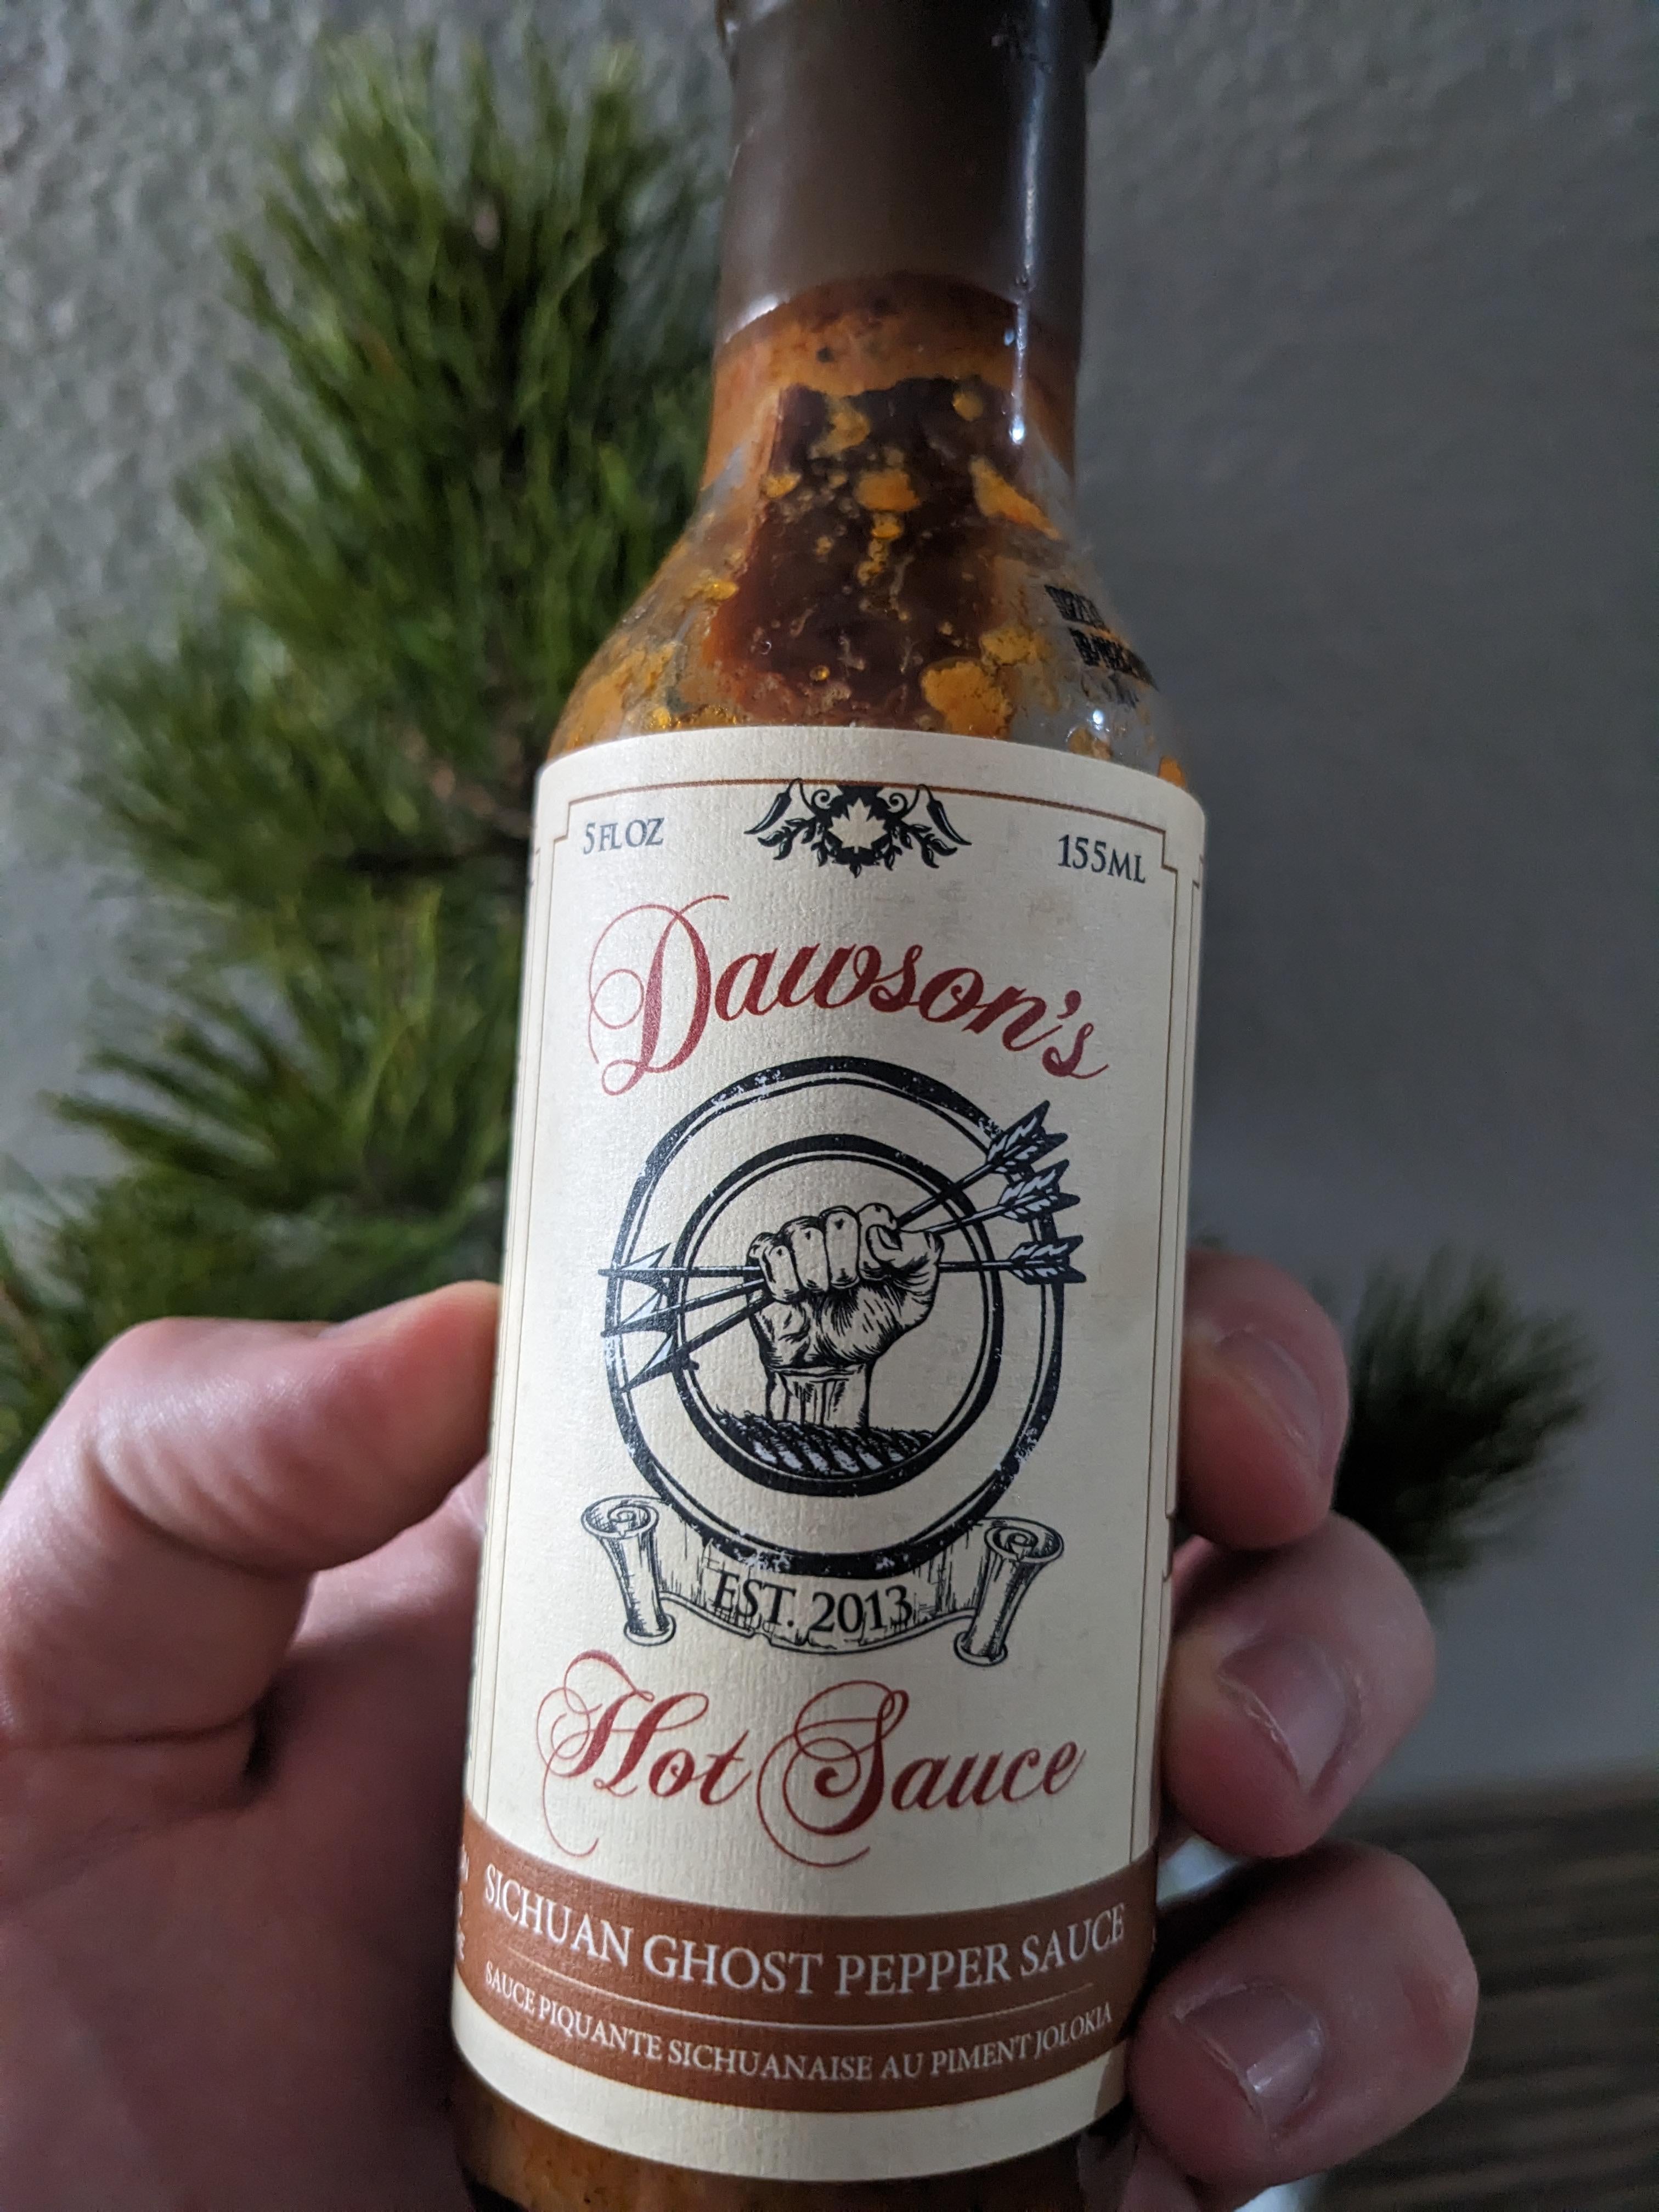 5 FL OZ
155ML
Dawson's
EST. 2013
Hot Sauce
SICHUAN GHOST PEPPER SAUCE
SAUCE PIQUANTE SICHUANAISE AU PIMENT JOLOKIA